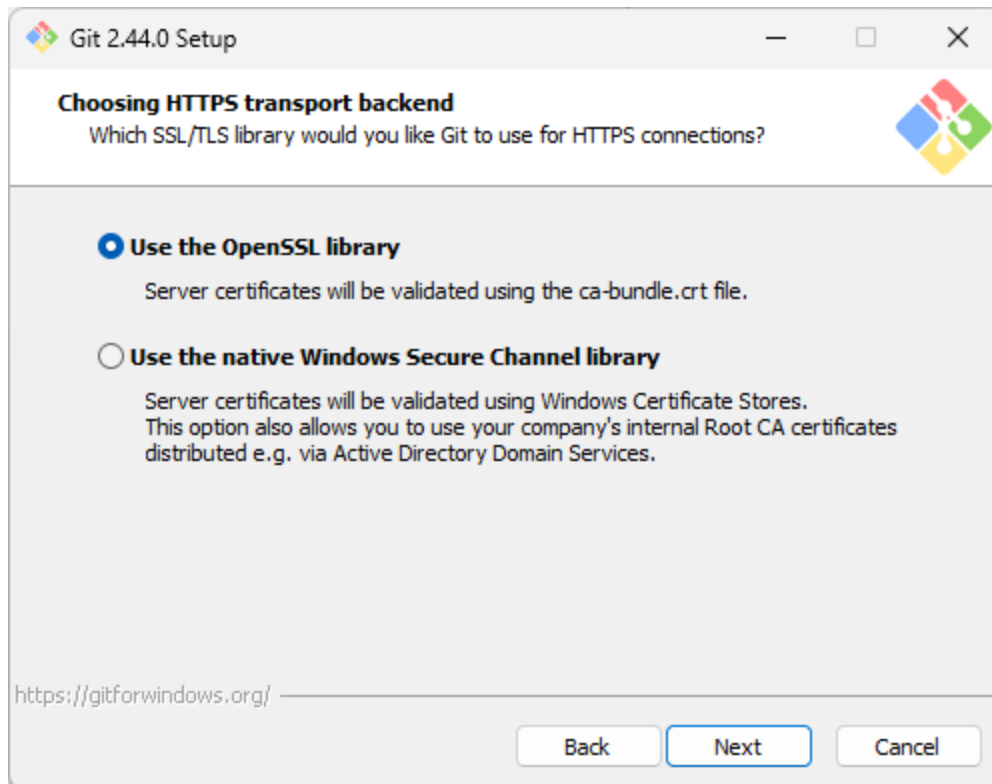 Git 2.44.0 Setup
Choosing HTTPS transport backend
Which SSL/TLS library would you like Git to use for HTTPS connections?
Use the OpenSSL library
Server certificates will be validated using the ca-bundle.crt file.
Use the native Windows Secure Channel library
Server certificates will be validated using Windows Certificate Stores.
This option also allows you to use your company's internal Root CA certificates
distributed e.g. via Active Directory Domain Services.
https://gitforwindows.org/
Back Next Cancel